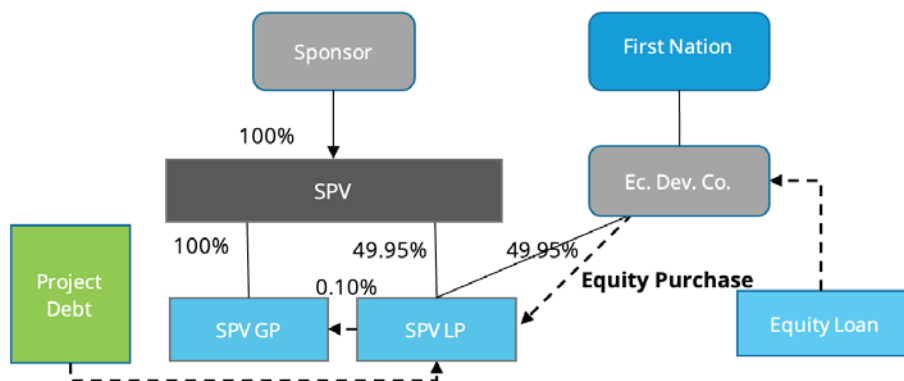 Sponsor
First Nation
100%
SPV
Ec. Dev. Co.
100%
49.95%
49.95%
Project
Debt
0.10%
Equity Purchase
SPV GP
SPV LP
Equity Loan